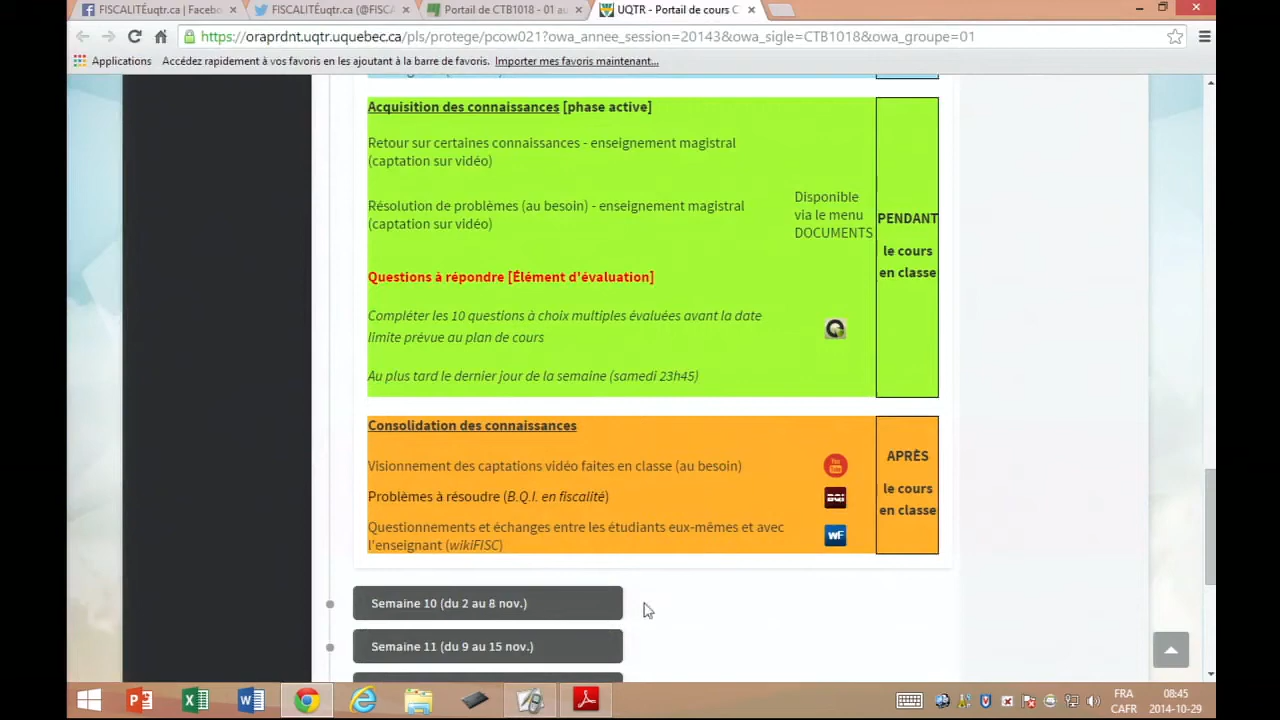 FISCALITÉuqtr.ca | Facebo
FISCALITÉuqtr.ca (@FISCA
Portail de CTB1018 - 01 au
UQTR - Portail de cours C
https://oraprdnt.uqtr.uquebec.ca/pls/protege/pcow021?owa_annee_session=20143&owa_sigle=CTB1018&owa_groupe=01
Applications Accédez rapidement à vos favoris en les ajoutant à la barre de favoris. Importer mes favoris maintenant...
Acquisition des connaissances [phase active]
Retour sur certaines connaissances - enseignement magistral
(captation sur vidéo)
Résolution de problèmes (au besoin) - enseignement magistral
(captation sur vidéo)
Disponible
via le menu
DOCUMENTS
PENDANT
le cours
en classe
Questions à répondre [Élément d'évaluation]
Compléter les 10 questions à choix multiples évaluées avant la date
limite prévue au plan de cours
Au plus tard le dernier jour de la semaine (samedi 23h45)
Consolidation des connaissances
Visionnement des captations vidéo faites en classe (au besoin)
You Tube
Problèmes à résoudre (B.Q.I. en fiscalité)
BQI
Questionnements et échanges entre les étudiants eux-mêmes et avec
l'enseignant (wikiFISC)
wF
APRÈS
le cours
en classe
Semaine 10 (du 2 au 8 nov.)
Semaine 11 (du 9 au 15 nov.)
FRA
CAFR
08:45
2014-10-29